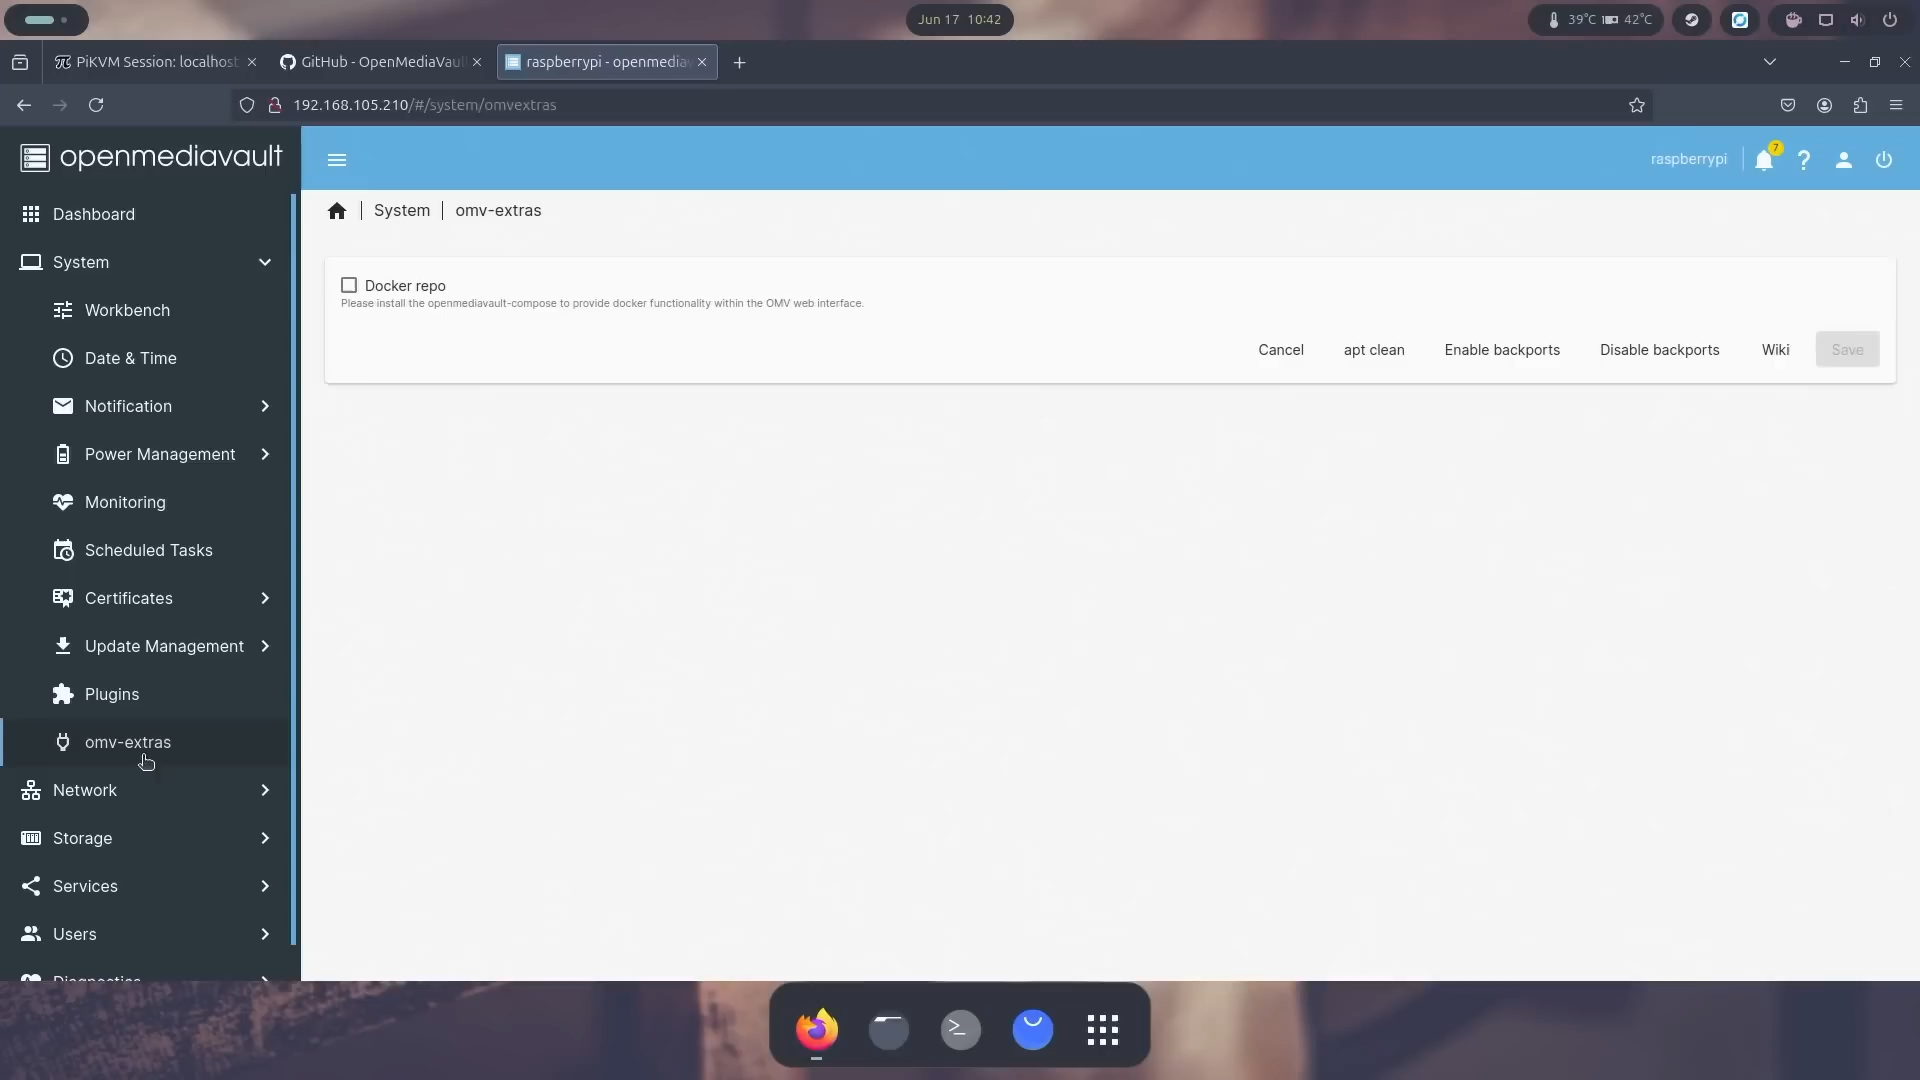 Jun 17 10:42
39°C 42°C
PiKVM Session: localhost
GitHub - OpenMediaVaul
raspberrypi - openmediav
192.168.105.210/#/system/omvextras
openmediavault
raspberrypi
7
Dashboard
System
Workbench
Date & Time
Notification
Power Management
Monitoring
Scheduled Tasks
Certificates
Update Management
Plugins
omv-extras
Network
Storage
Services
Users
Diagnostics
System
omv-extras
Docker repo
Please install the openmediavault-compose to provide docker functionality within the OMV web interface.
Cancel
apt clean
Enable backports
Disable backports
Wiki
Save